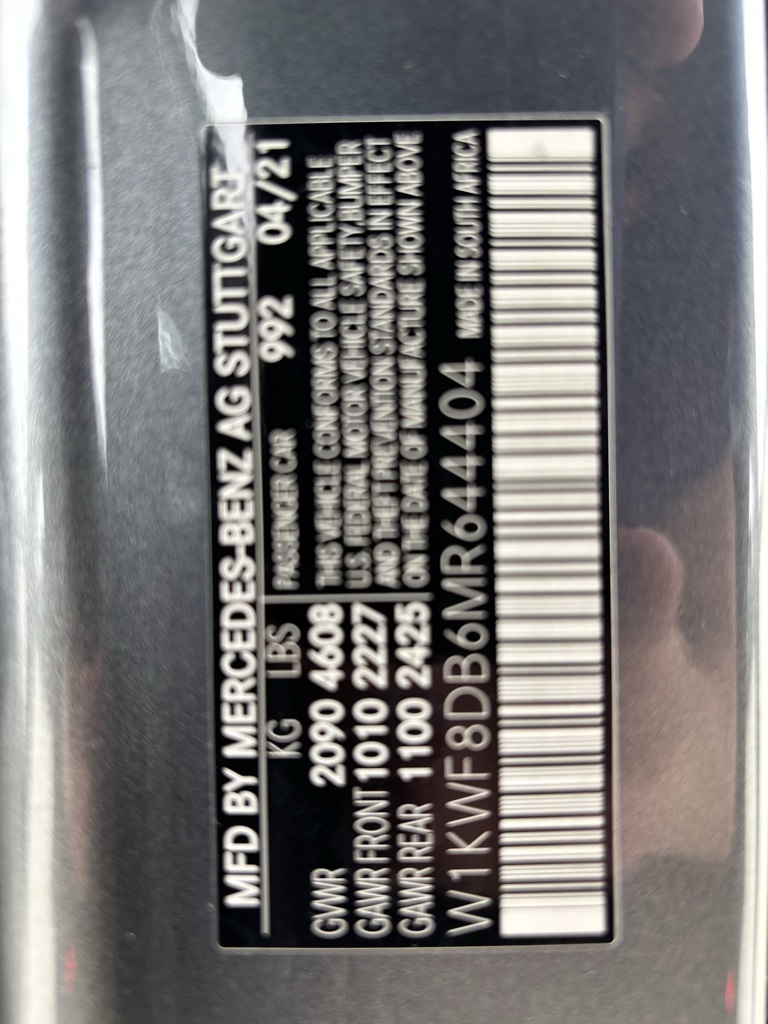 MFD BY MERCEDES-BENZ AG STUTTGART
KG LBS
GVWR 2090 4608
GAWR FRONT 1010 2227
GAWR REAR 1100 2425
PASSENGER CAR 992 04/21
THIS VEHICLE CONFORMS TO ALL APPLICABLE
U.S. FEDERAL MOTOR VEHICLE SAFETY, BUMPER
AND THEFT PREVENTION STANDARDS IN EFFECT
ON THE DATE OF MANUFACTURE SHOWN ABOVE
W1KWF8DB6MR644404 MADE IN SOUTH AFRICA